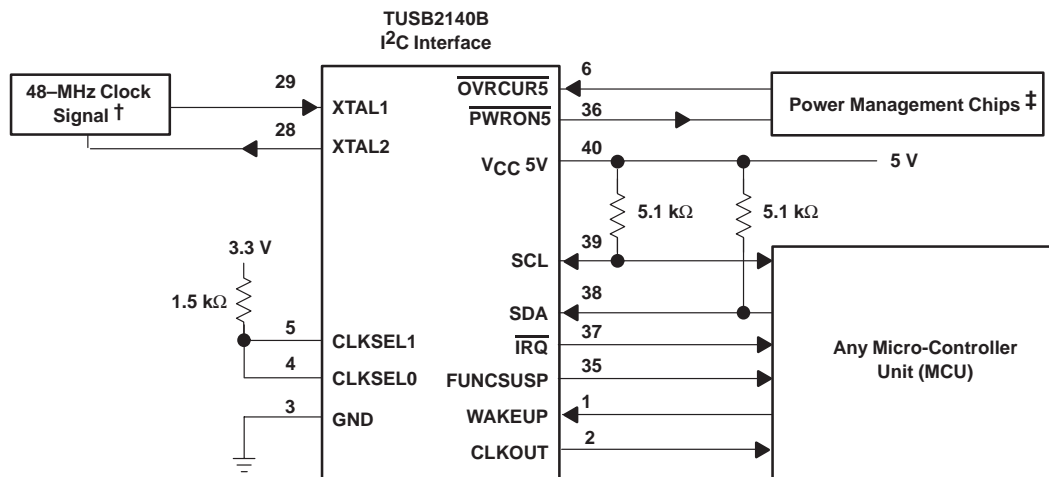 TUSB2140B
I2C Interface
48–MHz Clock
Signal †
29
XTAL1
28
XTAL2
3.3 V
1.5 kΩ
5
CLKSEL1
4
CLKSEL0
3
GND
OVRCUR5
6
PWRON5
36
Power Management Chips ‡
VCC 5V
40
5 V
5.1 kΩ
5.1 kΩ
SCL
39
SDA
38
IRQ
37
FUNCSUSP
35
WAKEUP
1
CLKOUT
2
Any Micro-Controller
Unit (MCU)